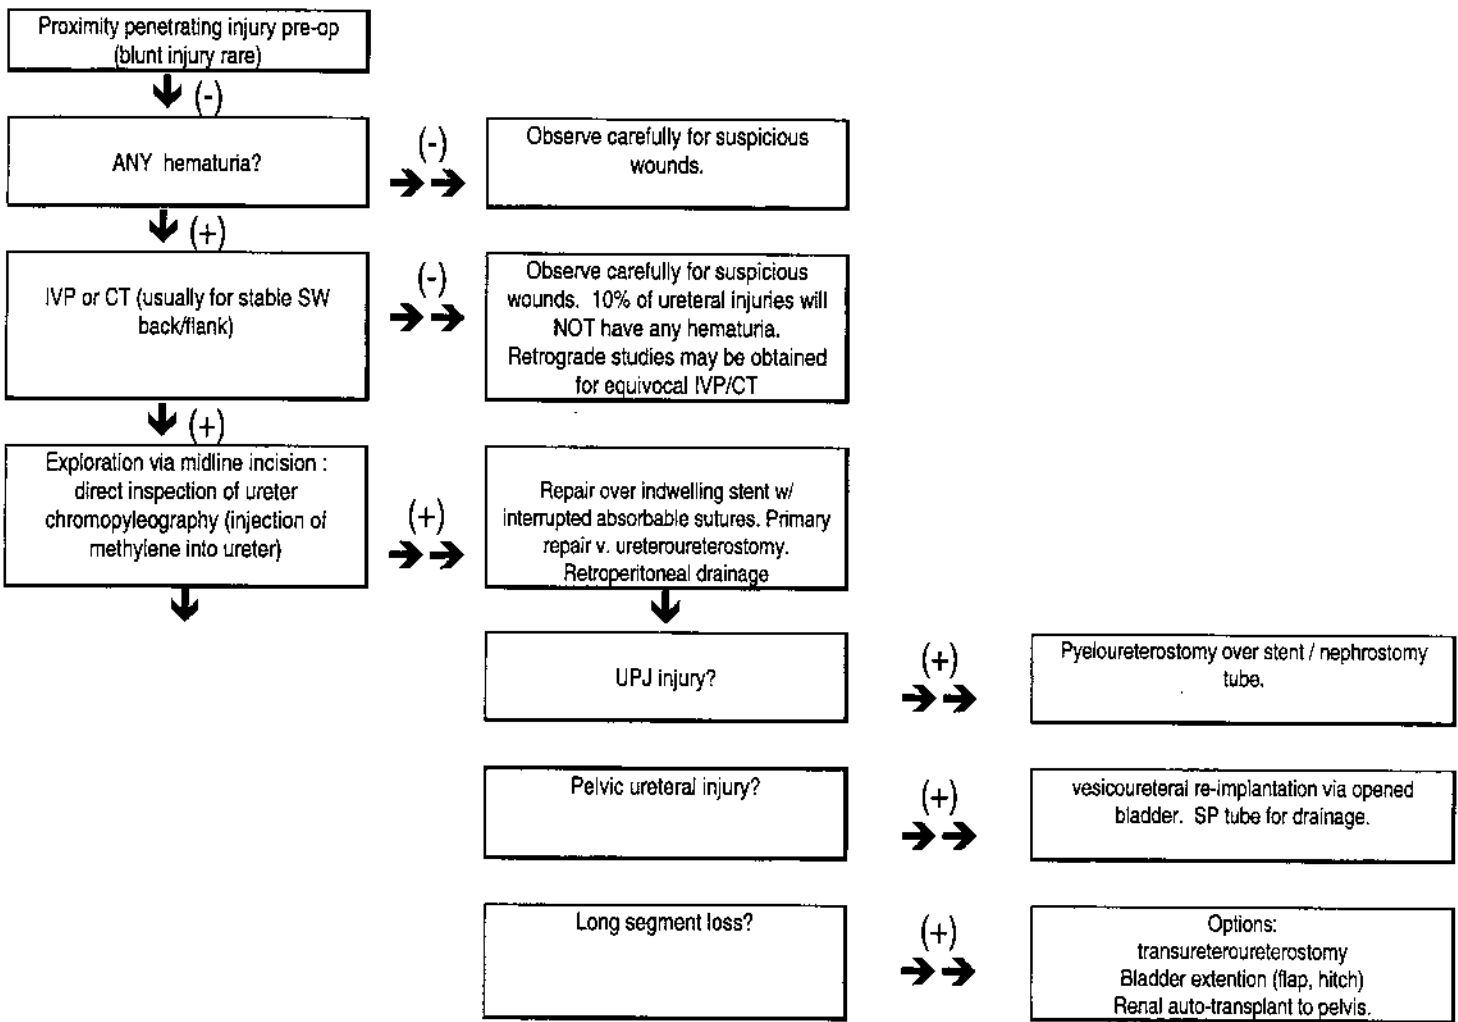 Proximity penetrating injury pre-op
(blunt injury rare)
(-)
ANY hematuria?
(-)
Observe carefully for suspicious
wounds.
(+)
IVP or CT (usually for stable SW
back/flank)
(-)
Observe carefully for suspicious
wounds. 10% of ureteral injuries will
NOT have any hematuria.
Retrograde studies may be obtained
for equivocal IVP/CT
(+)
Exploration via midline incision :
direct inspection of ureter
chromopyleography (injection of
methylene into ureter)
(+)
Repair over indwelling stent w/
interrupted absorbable sutures. Primary
repair v. ureteroureterostomy.
Retroperitoneal drainage
UPJ injury?
(+)
Pyeloureterostomy over stent / nephrostomy
tube.
Pelvic ureteral injury?
(+)
vesicoureteral re-implantation via opened
bladder. SP tube for drainage.
Long segment loss?
(+)
Options:
transureteroureterostomy
Bladder extention (flap, hitch)
Renal auto-transplant to pelvis.